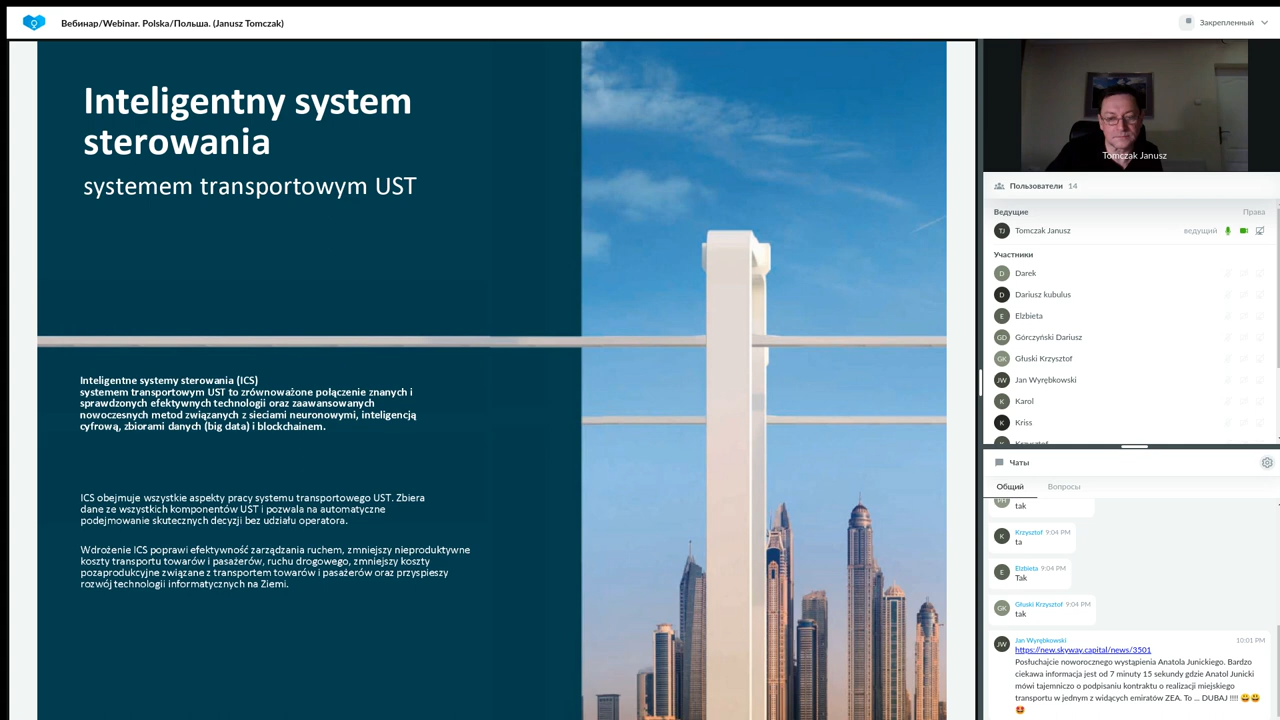 Вебинар/Webinar. Polska/Польша. (Janusz Tomczak)
Закрепленный
Inteligentny system
sterowania
systemem transportowym UST
Inteligentne systemy sterowania (ICS)
systemem transportowym UST to zrównoważone połączenie znanych i
sprawdzonych efektywnych technologii oraz zaawansowanych
nowoczesnych metod związanych z sieciami neuronowymi, inteligencją
cyfrową, zbiorami danych (big data) i blockchainem.
ICS obejmuje wszystkie aspekty pracy systemu transportowego UST. Zbiera
dane ze wszystkich komponentów UST i pozwala na automatyczne
podejmowanie skutecznych decyzji bez udziału operatora.
Wdrożenie ICS poprawi efektywność zarządzania ruchem, zmniejszy nieproduktywne
koszty transportu towarów i pasażerów, ruchu drogowego, zmniejszy koszty
pozaprodukcyjne związane z transportem towarów i pasażerów oraz przyspieszy
rozwój technologii informatycznych na Ziemi.
Tomczak Janusz
Пользователи 14
Ведущие Права
TJ Tomczak Janusz ведущий
Участники
D Darek
D Dariusz kubulus
E Elzbieta
GD Górczyński Dariusz
GK Głuski Krzysztof
JW Jan Wyrębkowski
K Karol
K Kriss
K Krzysztof
Чаты
Общий Вопросы
tak
K Krzysztof 9:04 PM
ta
E Elzbieta 9:04 PM
Tak
GK Głuski Krzysztof 9:04 PM
tak
JW Jan Wyrębkowski 10:01 PM
https://new.skyway.capital/news/3501
Posłuchajcie noworocznego wystąpienia Anatola Junickiego. Bardzo
ciekawa informacja jest od 7 minuty 15 sekundy gdzie Anatol Junicki
mówi tajemniczo o podpisaniu kontraktu o realizacji miejskiego
transportu w jednym z widących emiratów ZEA. To ... DUBAJ !!!! 😀😃
🤩